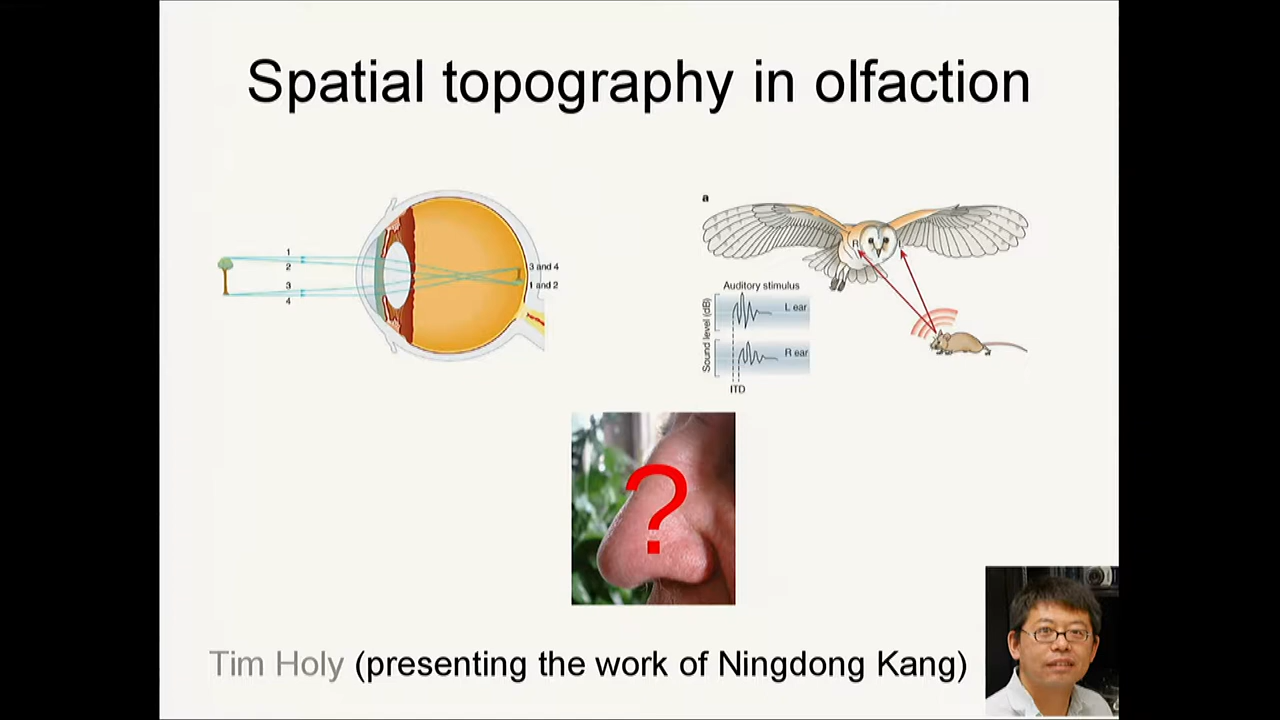 Spatial topography in olfaction
1
2
3
4
3 and 4
1 and 2
a
R
Auditory stimulus
Sound level (dB)
L ear
R ear
ITD
?
Tim Holy (presenting the work of Ningdong Kang)